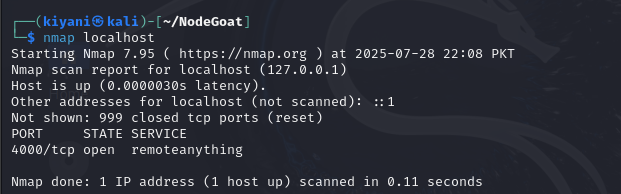 ┌──(kiyani㉿kali)-[~/NodeGoat]
└─$ nmap localhost
Starting Nmap 7.95 ( https://nmap.org ) at 2025-07-28 22:08 PKT
Nmap scan report for localhost (127.0.0.1)
Host is up (0.0000030s latency).
Other addresses for localhost (not scanned): ::1
Not shown: 999 closed tcp ports (reset)
PORT     STATE SERVICE
4000/tcp open  remoteanything
Nmap done: 1 IP address (1 host up) scanned in 0.11 seconds